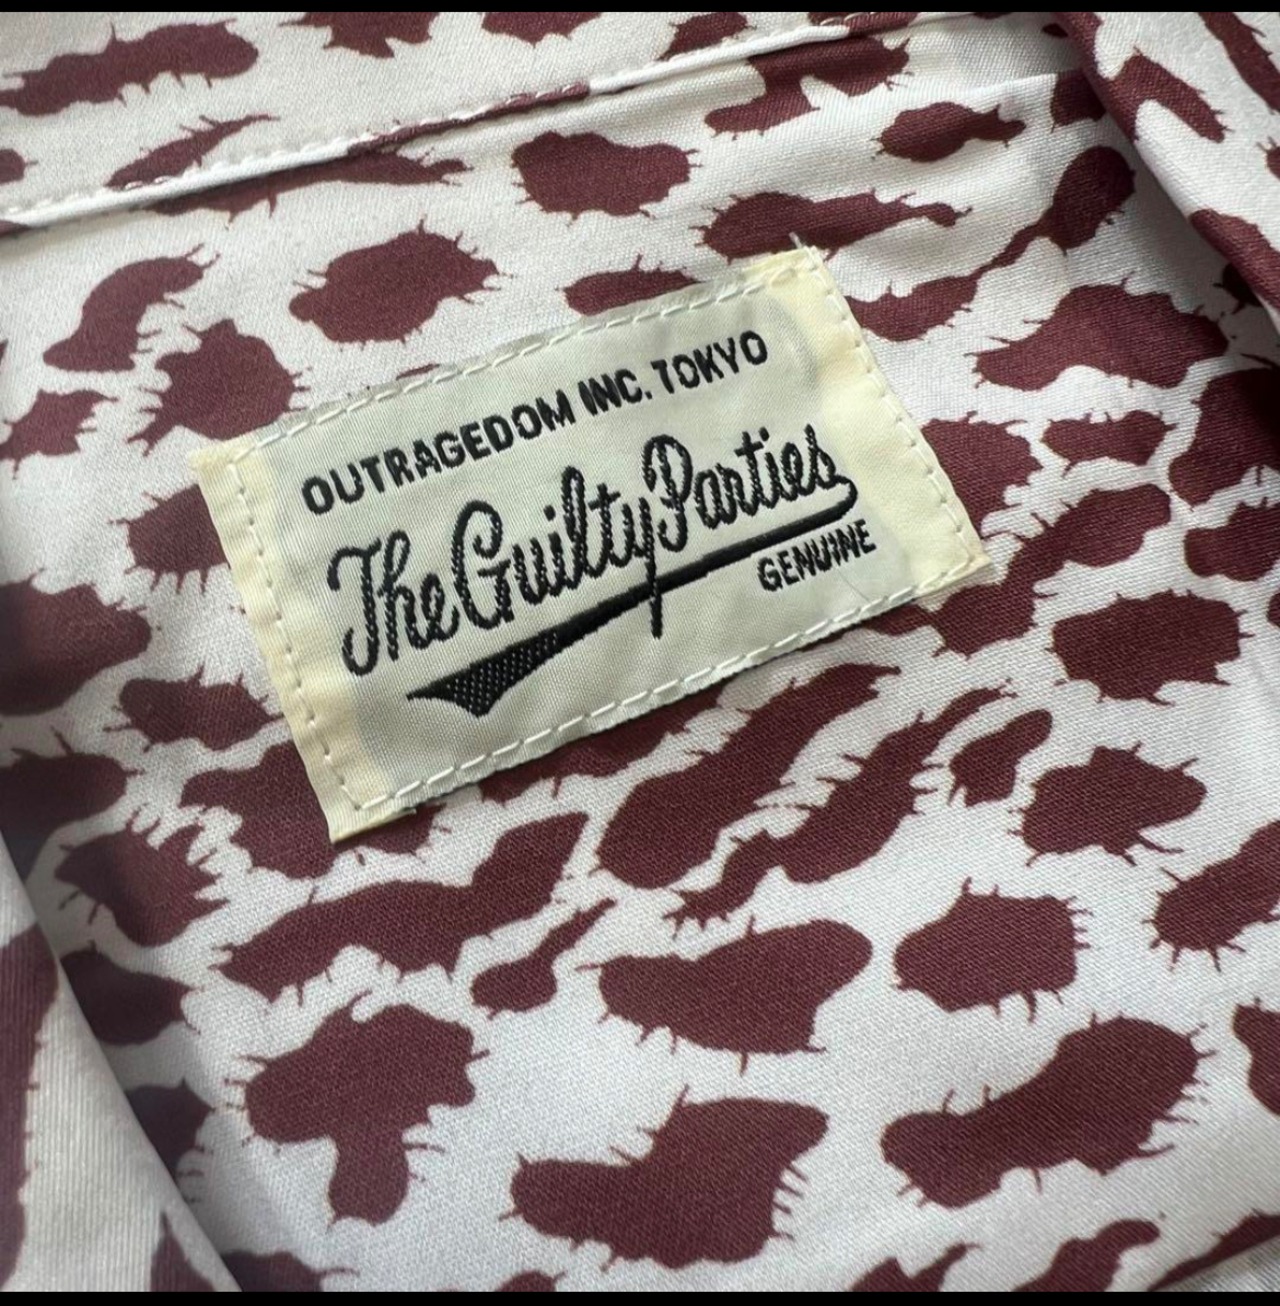 OUTRAGEDOM INC. TOKYO
The Guilty Parties
GENUINE